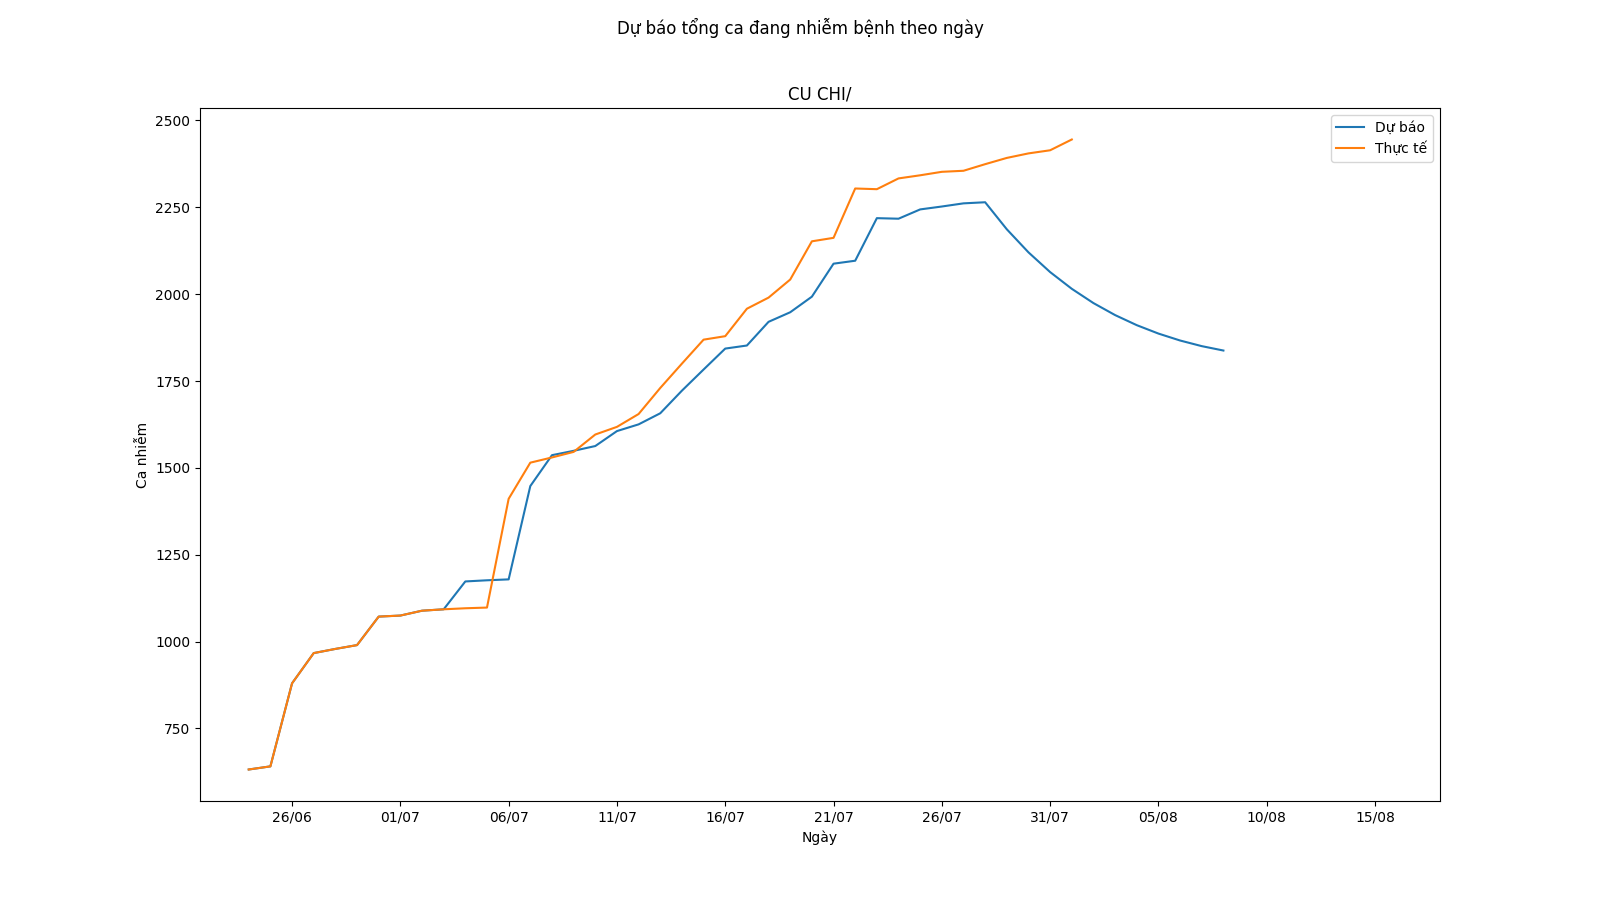 Dự báo tổng ca đang nhiễm bệnh theo ngày
CU CHI/
Dự báo
Thực tế
2500
2250
2000
1750
1500
1250
1000
750
Ca nhiễm
26/06 01/07 06/07 11/07 16/07 21/07 26/07 31/07 05/08 10/08 15/08
Ngày